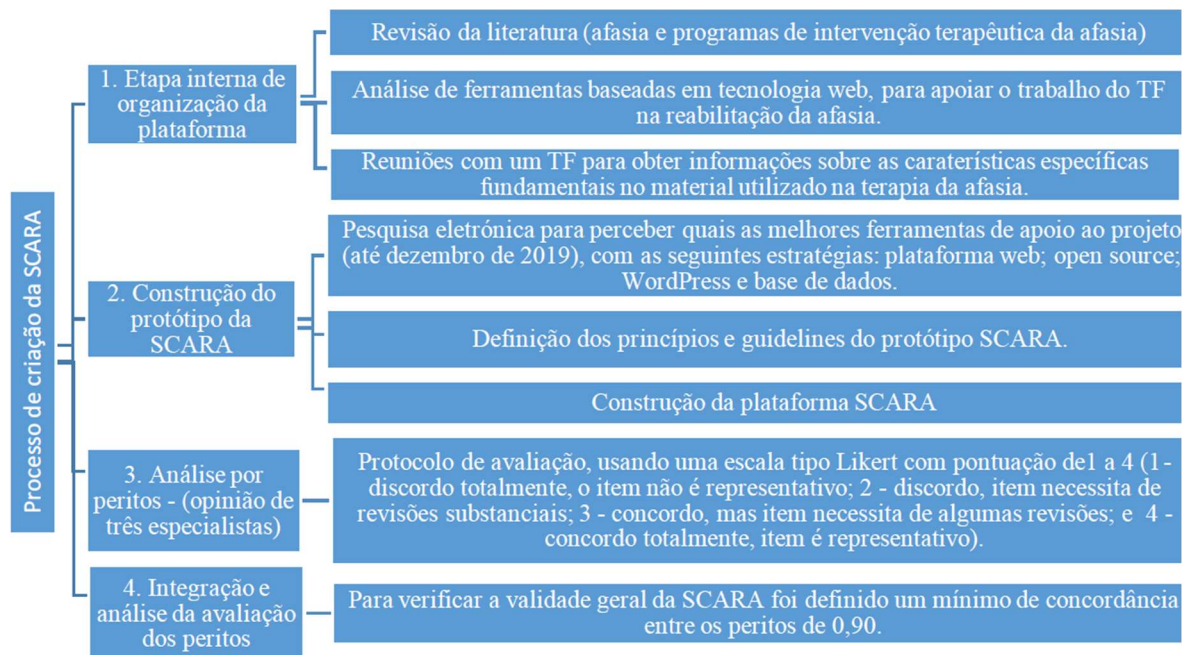 Processo de criação da SCARA
1. Etapa interna de
organização da
plataforma
Revisão da literatura (afasia e programas de intervenção terapêutica da afasia)
Análise de ferramentas baseadas em tecnologia web, para apoiar o trabalho do TF
na reabilitação da afasia.
Reuniões com um TF para obter informações sobre as caraterísticas específicas
fundamentais no material utilizado na terapia da afasia.
2. Construção do
protótipo da
SCARA
Pesquisa eletrónica para perceber quais as melhores ferramentas de apoio ao projeto
(até dezembro de 2019), com as seguintes estratégias: plataforma web; open source;
WordPress e base de dados.
Definição dos princípios e guidelines do protótipo SCARA.
Construção da plataforma SCARA
3. Análise por
peritos - (opinião de
três especialistas)
Protocolo de avaliação, usando uma escala tipo Likert com pontuação de1 a 4 (1-
discordo totalmente, o item não é representativo; 2 - discordo, item necessita de
revisões substanciais; 3 - concordo, mas item necessita de algumas revisões; e 4 -
concordo totalmente, item é representativo).
4. Integração e
análise da avaliação
dos peritos
Para verificar a validade geral da SCARA foi definido um mínimo de concordância
entre os peritos de 0,90.